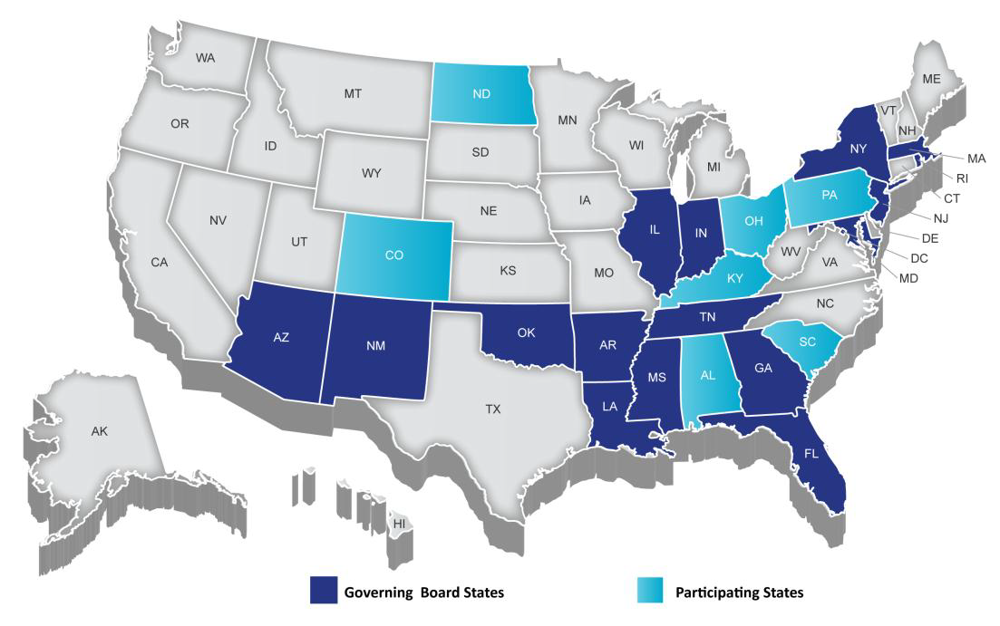 WA
MT
ND
MN
ME
VT
NH
OR
ID
SD
WI
MI
NY
MA
RI
CT
NJ
DE
DC
MD
WY
IA
PA
NV
UT
CO
NE
IL
IN
OH
WV
VA
CA
KS
MO
KY
NC
AZ
NM
OK
AR
TN
SC
MS
AL
GA
TX
LA
FL
AK
HI
Governing Board States
Participating States